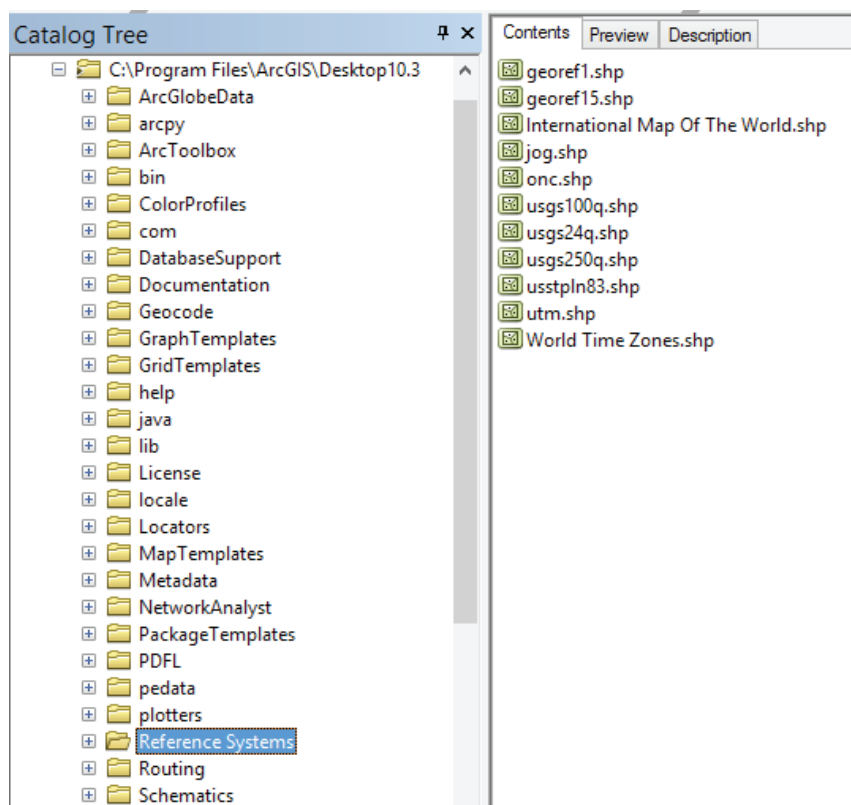 Catalog Tree
C:\Program Files\ArcGIS\Desktop10.3
ArcGlobeData
arcpy
ArcToolbox
bin
ColorProfiles
com
DatabaseSupport
Documentation
Geocode
GraphTemplates
GridTemplates
help
java
lib
License
locale
Locators
MapTemplates
Metadata
NetworkAnalyst
PackageTemplates
PDFL
pedata
plotters
Reference Systems
Routing
Schematics
Contents Preview Description
georef1.shp
georef15.shp
International Map Of The World.shp
jog.shp
onc.shp
usgs100q.shp
usgs24q.shp
usgs250q.shp
usstpln83.shp
utm.shp
World Time Zones.shp